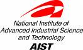 National Institute of
Advanced Industrial Science
and Technology
AIST